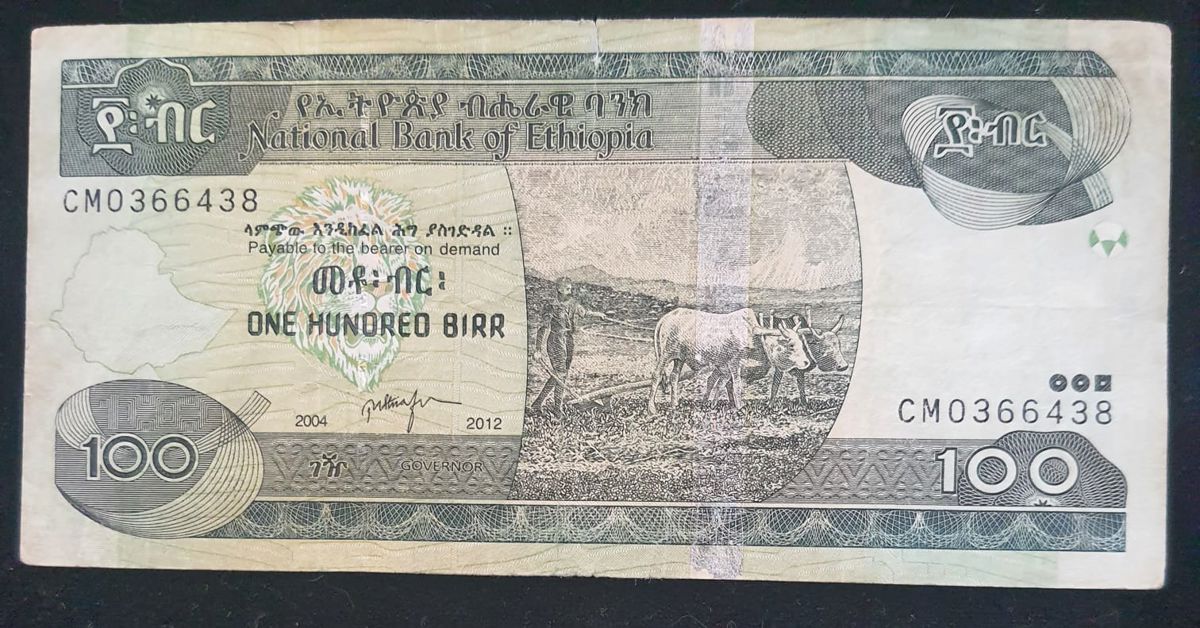 ፻፡ብር
የኢትዮጵያ ብሔራዊ ባንክ
፻፡ብር
National Bank of Ethiopia
CM0366438
ላምጭው እንዲከፈል ሕግ ያስገድዳል ።
Payable to the bearer on demand
መቶ፡ብር፡
ONE HUNDRED BIRR
CM0366438
2004
2012
100
ገዥ
GOVERNOR
100